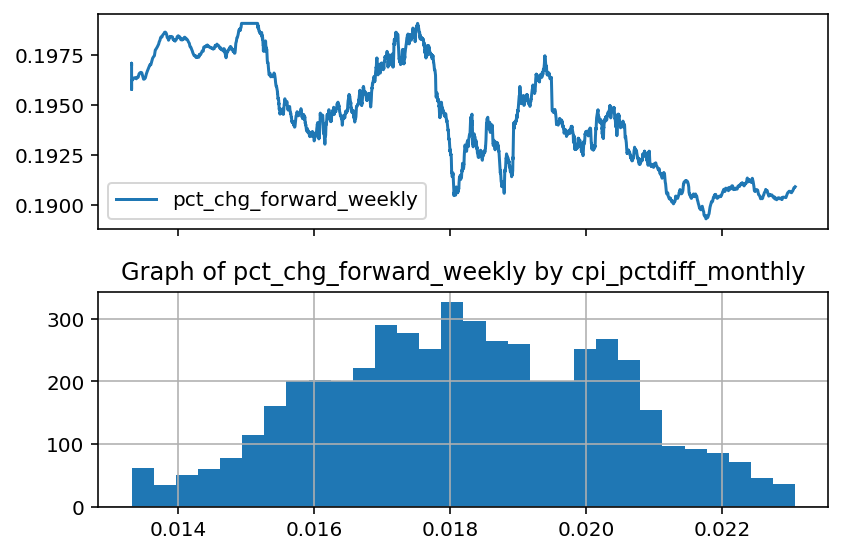 0.1975
0.1950
0.1925
0.1900
pct_chg_forward_weekly
Graph of pct_chg_forward_weekly by cpi_pctdiff_monthly
300
200
100
0
0.014 0.016 0.018 0.020 0.022